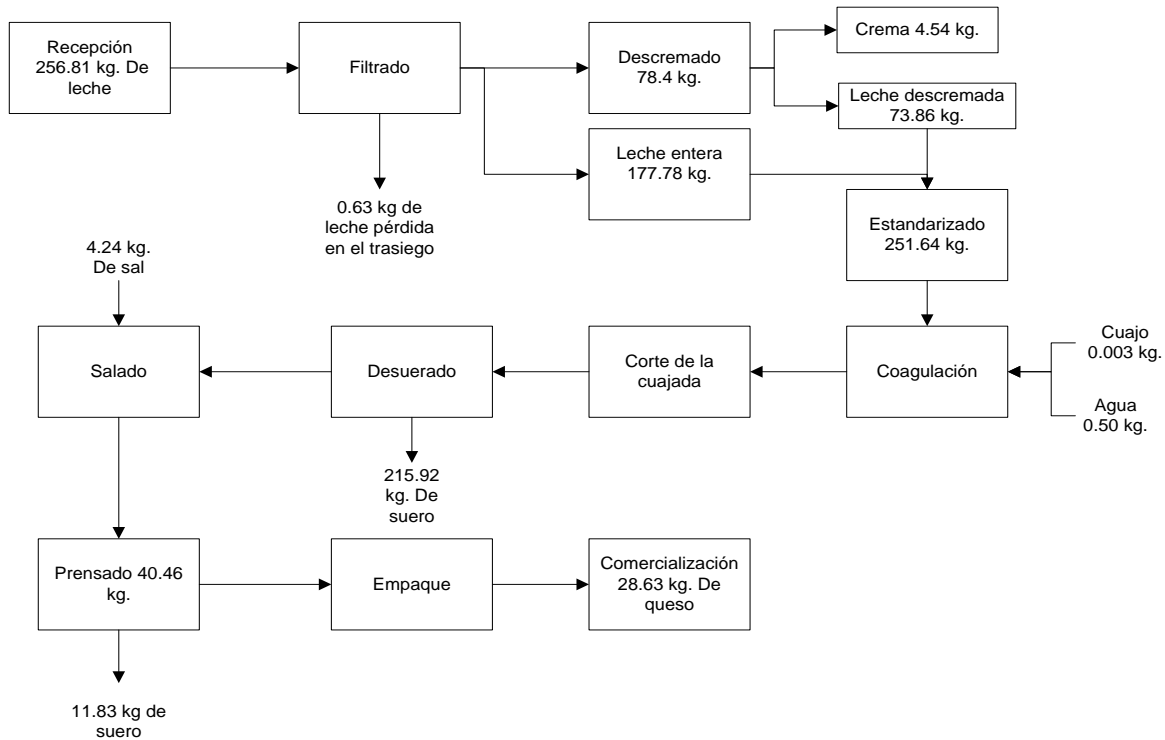 Recepción
256.81 kg. De
leche
Filtrado
Descremado
78.4 kg.
Crema 4.54 kg.
Leche descremada
73.86 kg.
Leche entera
177.78 kg.
0.63 kg de
leche pérdida
en el trasiego
Estandarizado
251.64 kg.
4.24 kg.
De sal
Salado
Desuerado
Corte de la
cuajada
Coagulación
Cuajo
0.003 kg.
Agua
0.50 kg.
215.92
kg. De
suero
Prensado 40.46
kg.
Empaque
Comercialización
28.63 kg. De
queso
11.83 kg de
suero